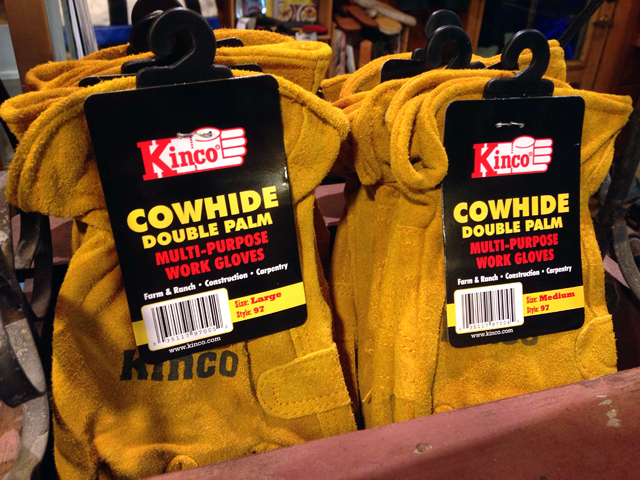 Kinco®
COWHIDE
DOUBLE PALM
MULTI-PURPOSE
WORK GLOVES
Farm & Ranch • Construction • Carpentry
Size: Large
Style: 97
www.kinco.com
Kinco
Kinco®
COWHIDE
DOUBLE PALM
MULTI-PURPOSE
WORK GLOVES
Farm & Ranch • Construction • Carpentry
Size: Medium
Style: 97
www.kinco.com